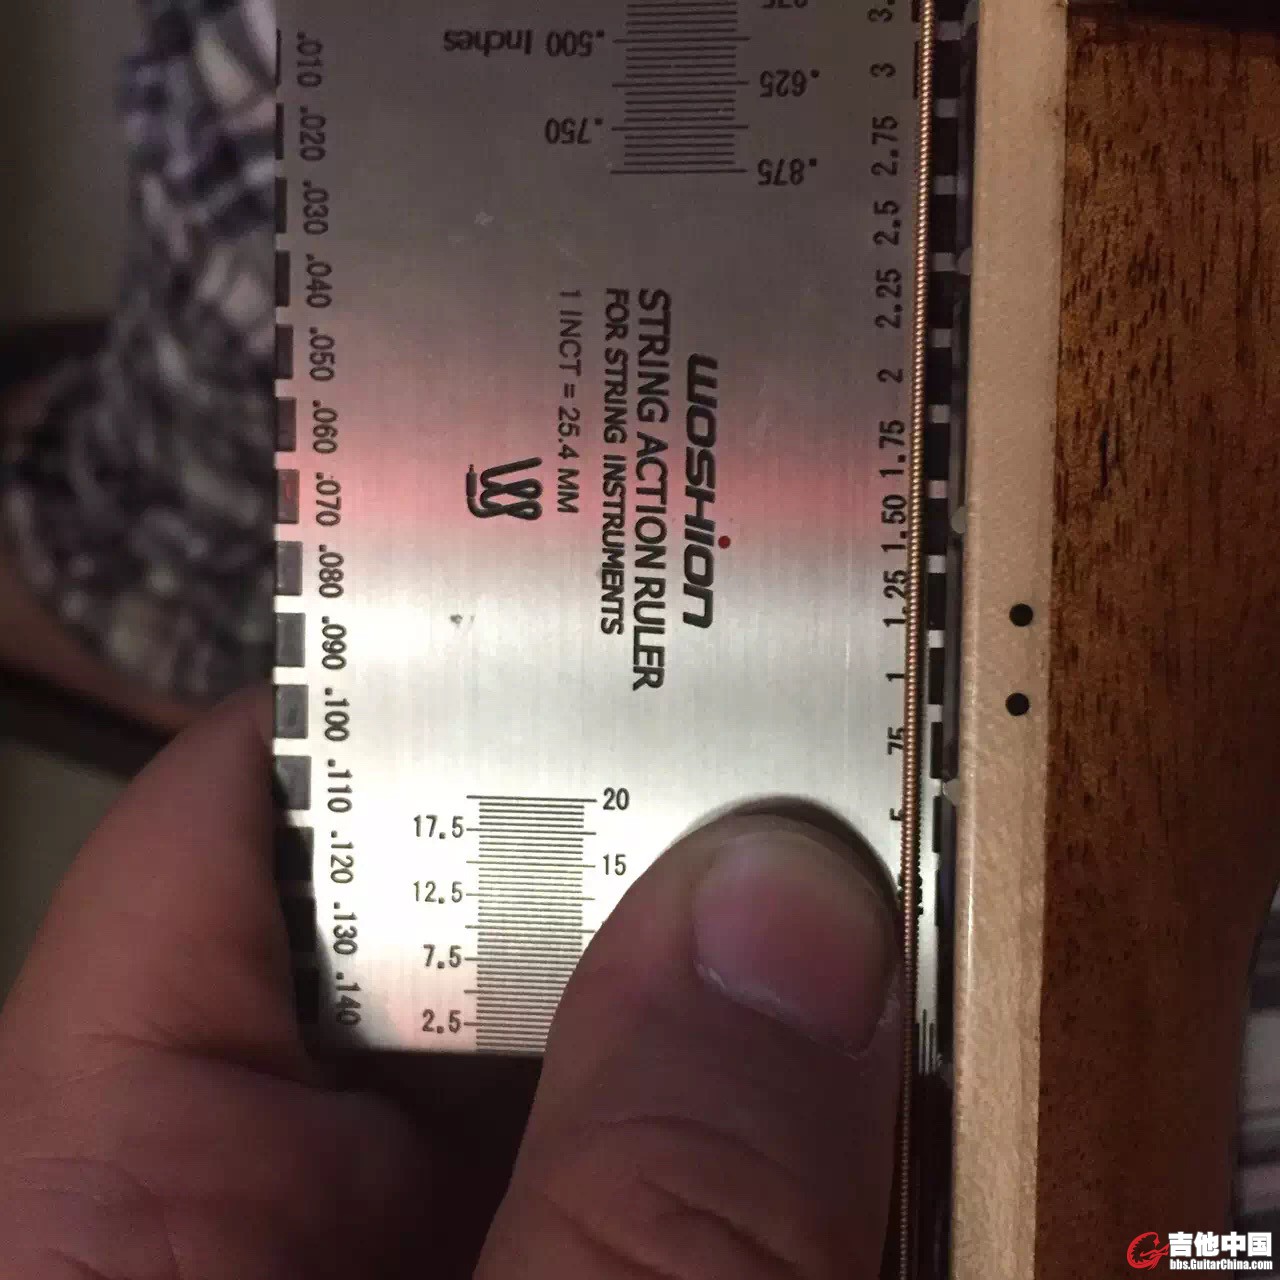 WOSHION
STRING ACTION RULER
FOR STRING INSTRUMENTS
1 INCT = 25.4 MM
.500 Inches
.625
.750
.875
.010 .020 .030 .040 .050 .060 .070 .080 .090 .100 .110 .120 .130 .140
3 2.75 2.5 2.25 2 1.75 1.50 1.25 1 .75 .5
20
17.5
15
12.5
7.5
2.5
吉他中国
bbs.GuitarChina.com